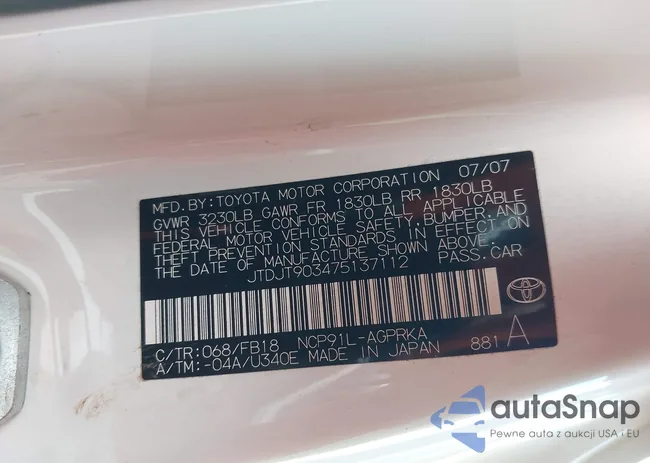 MFD. BY: TOYOTA MOTOR CORPORATION 07/07
GVWR 3230LB GAWR FR 1830LB RR 1830LB
THIS VEHICLE CONFORMS TO ALL APPLICABLE
FEDERAL MOTOR VEHICLE SAFETY, BUMPER, AND
THEFT PREVENTION STANDARDS IN EFFECT ON
THE DATE OF MANUFACTURE SHOWN ABOVE.
JTDJT903475137112 PASS. CAR
C/TR: 068/FB18 NCP91L-AGPRKA
A/TM: -04A/U340E MADE IN JAPAN 881 A
autaSnap
Pewne auta z aukcji USA i EU